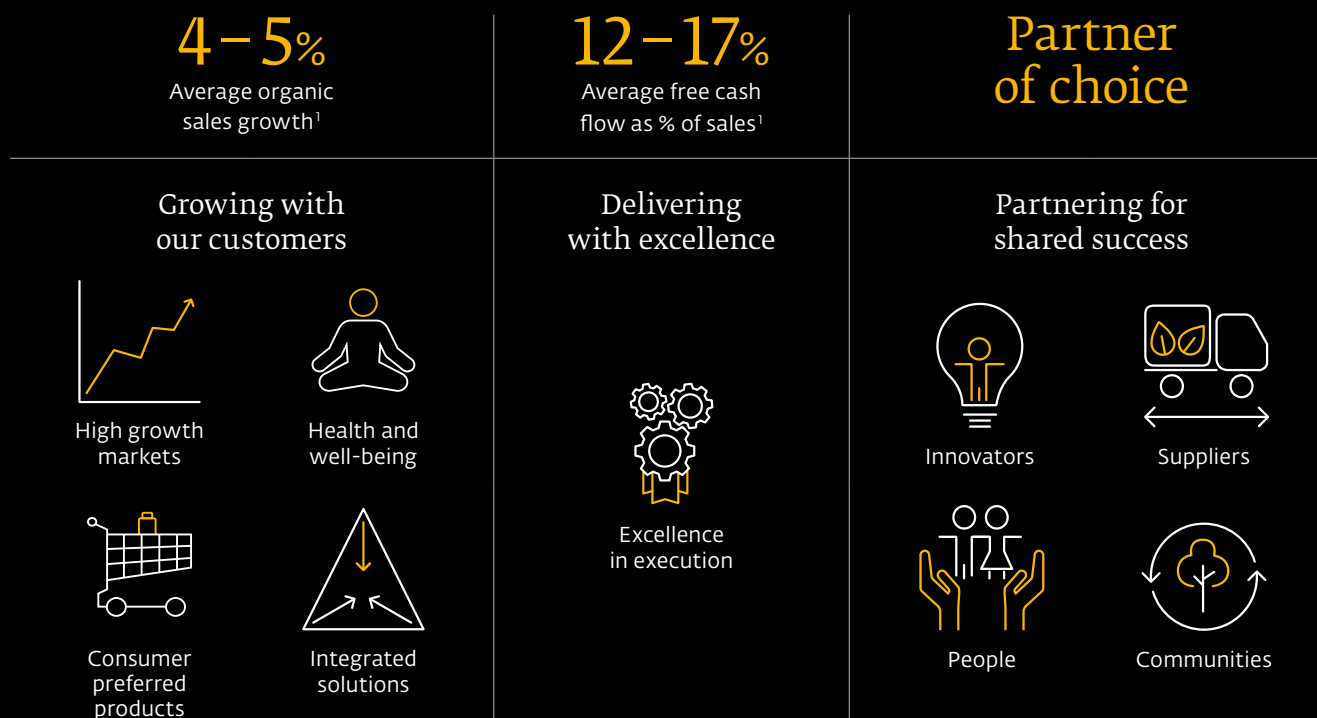 4–5%
Average organic
sales growth¹
12–17%
Average free cash
flow as % of sales¹
Partner
of choice
Growing with
our customers
High growth
markets
Health and
well-being
Consumer
preferred
products
Integrated
solutions
Delivering
with excellence
Excellence
in execution
Partnering for
shared success
Innovators
Suppliers
People
Communities